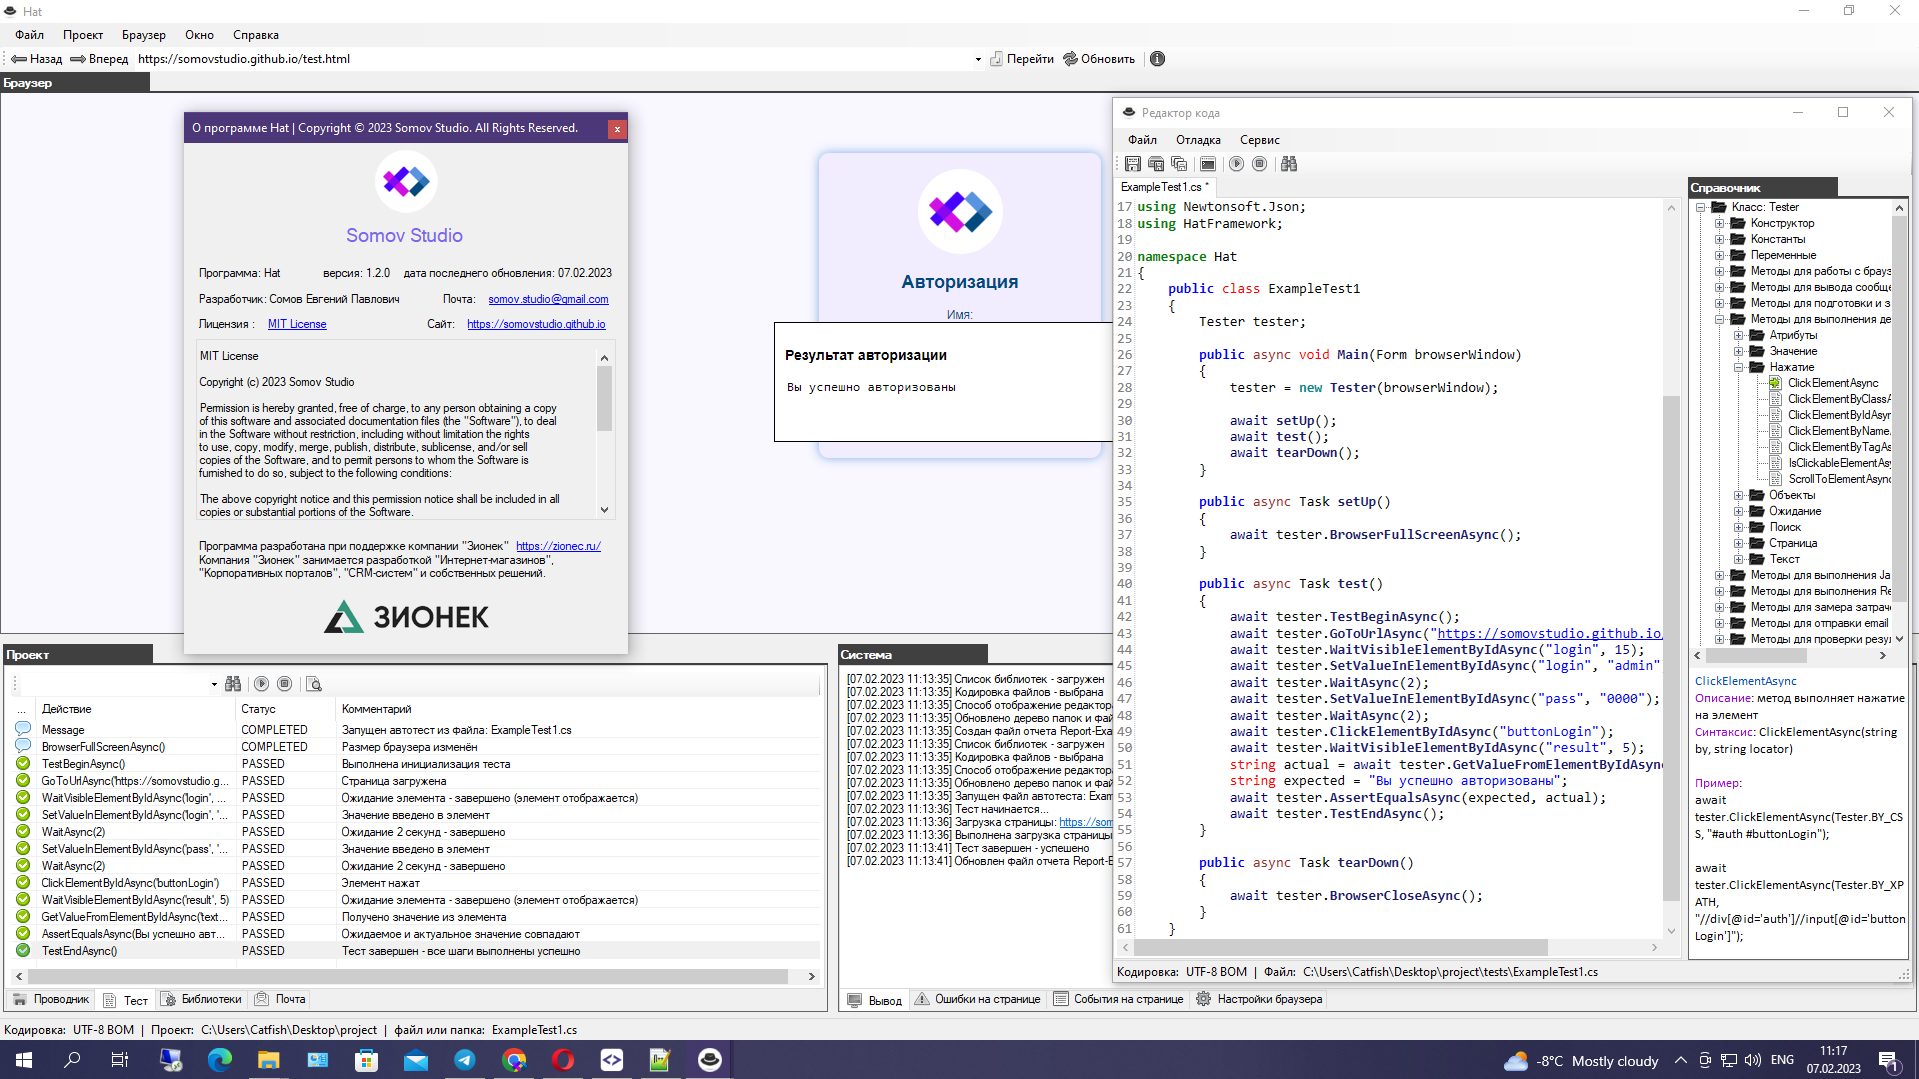 Hat
Файл Проект Браузер Окно Справка
Назад Вперед https://somovstudio.github.io/test.html Перейти Обновить
Браузер
О программе Hat | Copyright © 2023 Somov Studio. All Rights Reserved.
Somov Studio
Программа: Hat версия: 1.2.0 дата последнего обновления: 07.02.2023
Разработчик: Сомов Евгений Павлович Почта: somov.studio@gmail.com
Лицензия : MIT License Сайт: https://somovstudio.github.io
MIT License
Copyright (c) 2023 Somov Studio
Permission is hereby granted, free of charge, to any person obtaining a copy
of this software and associated documentation files (the "Software"), to deal
in the Software without restriction, including without limitation the rights
to use, copy, modify, merge, publish, distribute, sublicense, and/or sell
copies of the Software, and to permit persons to whom the Software is
furnished to do so, subject to the following conditions:
The above copyright notice and this permission notice shall be included in all
copies or substantial portions of the Software.
Программа разработана при поддержке компании "Зионек" https://zionec.ru/
Компания "Зионек" занимается разработкой "Интернет-магазинов",
"Корпоративных порталов", "CRM-систем" и собственных решений.
ЗИОНЕК
Авторизация
Имя:
Результат авторизации
Вы успешно авторизованы
Редактор кода
Файл Отладка Сервис
ExampleTest1.cs *
17 using Newtonsoft.Json;
18 using HatFramework;
19
20 namespace Hat
21 {
22 public class ExampleTest1
23 {
24 Tester tester;
25
26 public async void Main(Form browserWindow)
27 {
28 tester = new Tester(browserWindow);
29
30 await setUp();
31 await test();
32 await tearDown();
33 }
34
35 public async Task setUp()
36 {
37 await tester.BrowserFullScreenAsync();
38 }
39
40 public async Task test()
41 {
42 await tester.TestBeginAsync();
43 await tester.GoToUrlAsync("https://somovstudio.github.io/
44 await tester.WaitVisibleElementByIdAsync("login", 15);
45 await tester.SetValueInElementByIdAsync("login", "admin"
46 await tester.WaitAsync(2);
47 await tester.SetValueInElementByIdAsync("pass", "0000");
48 await tester.WaitAsync(2);
49 await tester.ClickElementByIdAsync("buttonLogin");
50 await tester.WaitVisibleElementByIdAsync("result", 5);
51 string actual = await tester.GetValueFromElementByIdAsyn
52 string expected = "Вы успешно авторизованы";
53 await tester.AssertEqualsAsync(expected, actual);
54 await tester.TestEndAsync();
55 }
56
57 public async Task tearDown()
58 {
59 await tester.BrowserCloseAsync();
60 }
61 }
Кодировка: UTF-8 BOM | Файл: C:\Users\Catfish\Desktop\project\tests\ExampleTest1.cs
Справочник
Класс: Tester
Конструктор
Константы
Переменные
Методы для работы с брауз
Методы для вывода сообще
Методы для подготовки и з
Методы для выполнения де
Атрибуты
Значение
Нажатие
ClickElementAsync
ClickElementByClassA
ClickElementByIdAsyn
ClickElementByName.
ClickElementByTagAs
IsClickableElementAsy
ScrollToElementAsync
Объекты
Ожидание
Поиск
Страница
Текст
Методы для выполнения Ja
Методы для выполнения Re
Методы для замера затрач
Методы для отправки email
Методы для проверки резул
ClickElementAsync
Описание: метод выполняет нажатие
на элемент
Синтаксис: ClickElementAsync(string
by, string locator)
Пример:
await
tester.ClickElementAsync(Tester.BY_CS
S, "#auth #buttonLogin");
await
tester.ClickElementAsync(Tester.BY_XP
ATH,
"//div[@id='auth']//input[@id='button
Login']");
Проект
... Действие Статус Комментарий
Message COMPLETED Запущен автотест из файла: ExampleTest1.cs
BrowserFullScreenAsync() COMPLETED Размер браузера изменён
TestBeginAsync() PASSED Выполнена инициализация теста
GoToUrlAsync('https://somovstudio.g... PASSED Страница загружена
WaitVisibleElementByIdAsync('login', ... PASSED Ожидание элемента - завершено (элемент отображается)
SetValueInElementByIdAsync('login', '... PASSED Значение введено в элемент
WaitAsync(2) PASSED Ожидание 2 секунд - завершено
SetValueInElementByIdAsync('pass', '... PASSED Значение введено в элемент
WaitAsync(2) PASSED Ожидание 2 секунд - завершено
ClickElementByIdAsync('buttonLogin') PASSED Элемент нажат
WaitVisibleElementByIdAsync('result', 5) PASSED Ожидание элемента - завершено (элемент отображается)
GetValueFromElementByIdAsync('text... PASSED Получено значение из элемента
AssertEqualsAsync(Вы успешно авт... PASSED Ожидаемое и актуальное значение совпадают
TestEndAsync() PASSED Тест завершен - все шаги выполнены успешно
Проводник Тест Библиотеки Почта
Система
[07.02.2023 11:13:35] Список библиотек - загружен
[07.02.2023 11:13:35] Кодировка файлов - выбрана
[07.02.2023 11:13:35] Способ отображение редактора
[07.02.2023 11:13:35] Обновлено дерево папок и фай
[07.02.2023 11:13:35] Создан файл отчета Report-Exa
[07.02.2023 11:13:35] Список библиотек - загружен
[07.02.2023 11:13:35] Кодировка файлов - выбрана
[07.02.2023 11:13:35] Способ отображение редактора
[07.02.2023 11:13:35] Обновлено дерево папок и фай
[07.02.2023 11:13:35] Запущен файл автотеста: Exam
[07.02.2023 11:13:36] Тест начинается...
[07.02.2023 11:13:36] Загрузка страницы: https://som
[07.02.2023 11:13:36] Выполнена загрузка страницы
[07.02.2023 11:13:41] Тест завершен - успешено
[07.02.2023 11:13:41] Обновлен файл отчета Report-E
Вывод Ошибки на странице События на странице Настройки браузера
Кодировка: UTF-8 BOM | Проект: C:\Users\Catfish\Desktop\project | файл или папка: ExampleTest1.cs
-8°C Mostly cloudy ENG 11:17
07.02.2023
1